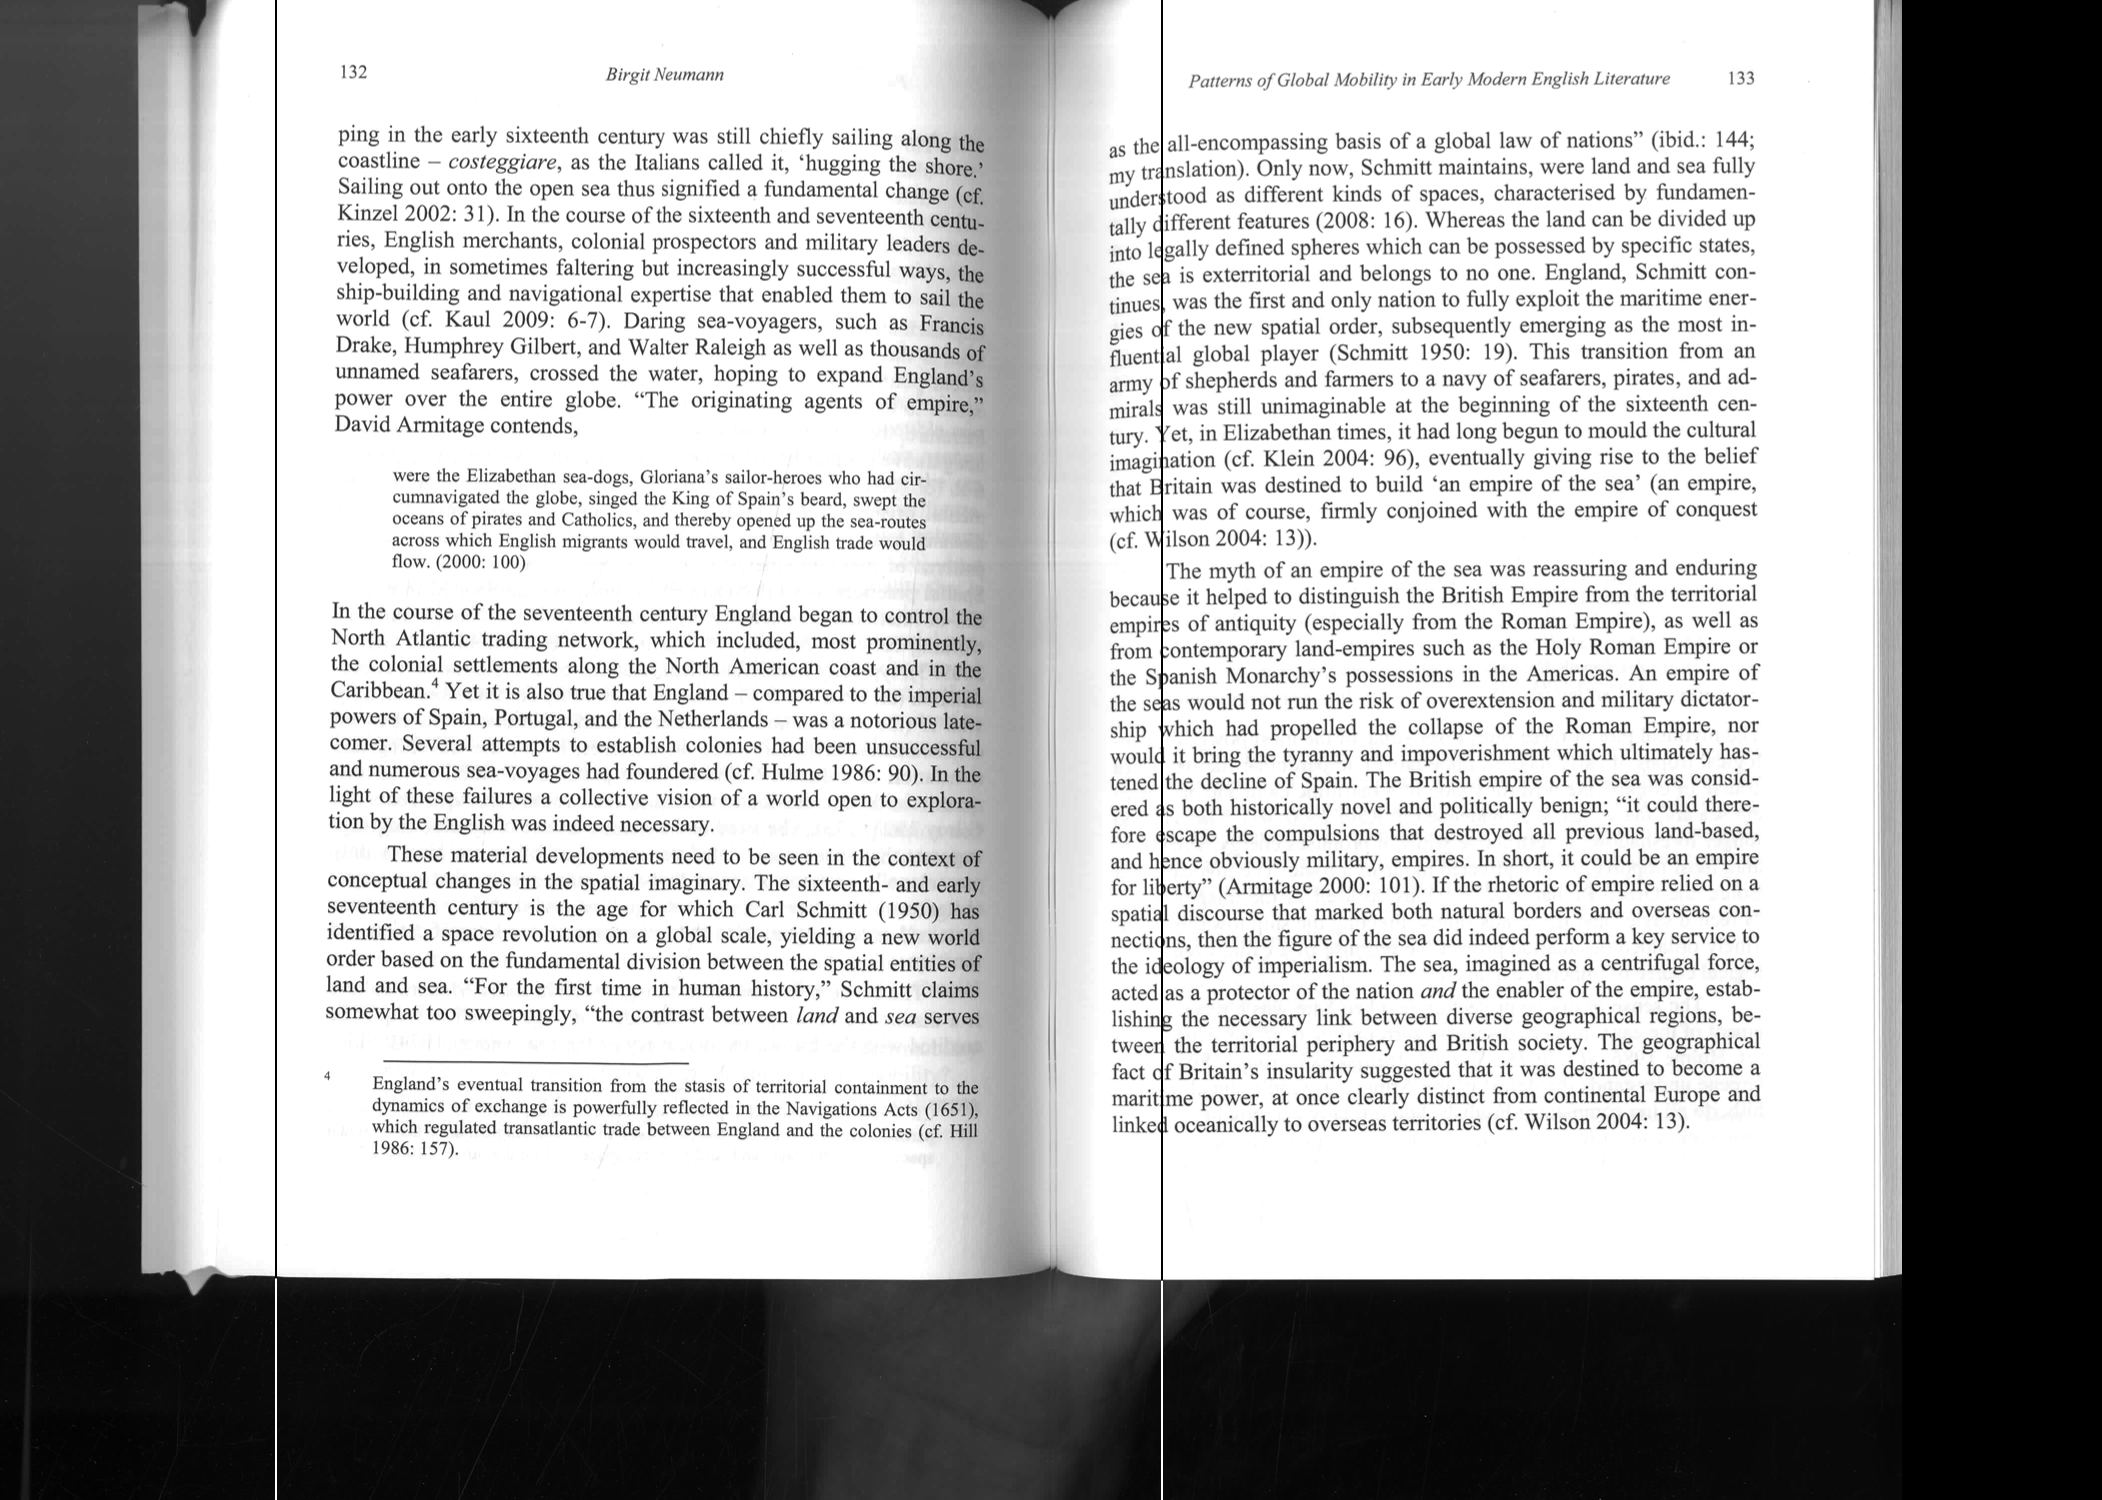 132
Birgit Neumann
ping in the early sixteenth century was still chiefly sailing along the
coastline – costeggiare, as the Italians called it, ‘hugging the shore.’
Sailing out onto the open sea thus signified a fundamental change (cf.
Kinzel 2002: 31). In the course of the sixteenth and seventeenth centu-
ries, English merchants, colonial prospectors and military leaders de-
veloped, in sometimes faltering but increasingly successful ways, the
ship-building and navigational expertise that enabled them to sail the
world (cf. Kaul 2009: 6-7). Daring sea-voyagers, such as Francis
Drake, Humphrey Gilbert, and Walter Raleigh as well as thousands of
unnamed seafarers, crossed the water, hoping to expand England’s
power over the entire globe. “The originating agents of empire,”
David Armitage contends,
were the Elizabethan sea-dogs, Gloriana’s sailor-heroes who had cir-
cumnavigated the globe, singed the King of Spain’s beard, swept the
oceans of pirates and Catholics, and thereby opened up the sea-routes
across which English migrants would travel, and English trade would
flow. (2000: 100)
In the course of the seventeenth century England began to control the
North Atlantic trading network, which included, most prominently,
the colonial settlements along the North American coast and in the
Caribbean.4 Yet it is also true that England – compared to the imperial
powers of Spain, Portugal, and the Netherlands – was a notorious late-
comer. Several attempts to establish colonies had been unsuccessful
and numerous sea-voyages had foundered (cf. Hulme 1986: 90). In the
light of these failures a collective vision of a world open to explora-
tion by the English was indeed necessary.
These material developments need to be seen in the context of
conceptual changes in the spatial imaginary. The sixteenth- and early
seventeenth century is the age for which Carl Schmitt (1950) has
identified a space revolution on a global scale, yielding a new world
order based on the fundamental division between the spatial entities of
land and sea. “For the first time in human history,” Schmitt claims
somewhat too sweepingly, “the contrast between land and sea serves
4 England’s eventual transition from the stasis of territorial containment to the
dynamics of exchange is powerfully reflected in the Navigations Acts (1651),
which regulated transatlantic trade between England and the colonies (cf. Hill
1986: 157).
Patterns of Global Mobility in Early Modern English Literature
133
as the all-encompassing basis of a global law of nations” (ibid.: 144;
my translation). Only now, Schmitt maintains, were land and sea fully
understood as different kinds of spaces, characterised by fundamen-
tally different features (2008: 16). Whereas the land can be divided up
into legally defined spheres which can be possessed by specific states,
the sea is exterritorial and belongs to no one. England, Schmitt con-
tinues, was the first and only nation to fully exploit the maritime ener-
gies of the new spatial order, subsequently emerging as the most in-
fluential global player (Schmitt 1950: 19). This transition from an
army of shepherds and farmers to a navy of seafarers, pirates, and ad-
mirals was still unimaginable at the beginning of the sixteenth cen-
tury. Yet, in Elizabethan times, it had long begun to mould the cultural
imagination (cf. Klein 2004: 96), eventually giving rise to the belief
that Britain was destined to build ‘an empire of the sea’ (an empire,
which was of course, firmly conjoined with the empire of conquest
(cf. Wilson 2004: 13)).
The myth of an empire of the sea was reassuring and enduring
because it helped to distinguish the British Empire from the territorial
empires of antiquity (especially from the Roman Empire), as well as
from contemporary land-empires such as the Holy Roman Empire or
the Spanish Monarchy’s possessions in the Americas. An empire of
the seas would not run the risk of overextension and military dictator-
ship which had propelled the collapse of the Roman Empire, nor
would it bring the tyranny and impoverishment which ultimately has-
tened the decline of Spain. The British empire of the sea was consid-
ered as both historically novel and politically benign; “it could there-
fore escape the compulsions that destroyed all previous land-based,
and hence obviously military, empires. In short, it could be an empire
for liberty” (Armitage 2000: 101). If the rhetoric of empire relied on a
spatial discourse that marked both natural borders and overseas con-
nections, then the figure of the sea did indeed perform a key service to
the ideology of imperialism. The sea, imagined as a centrifugal force,
acted as a protector of the nation and the enabler of the empire, estab-
lishing the necessary link between diverse geographical regions, be-
tween the territorial periphery and British society. The geographical
fact of Britain’s insularity suggested that it was destined to become a
maritime power, at once clearly distinct from continental Europe and
linked oceanically to overseas territories (cf. Wilson 2004: 13).